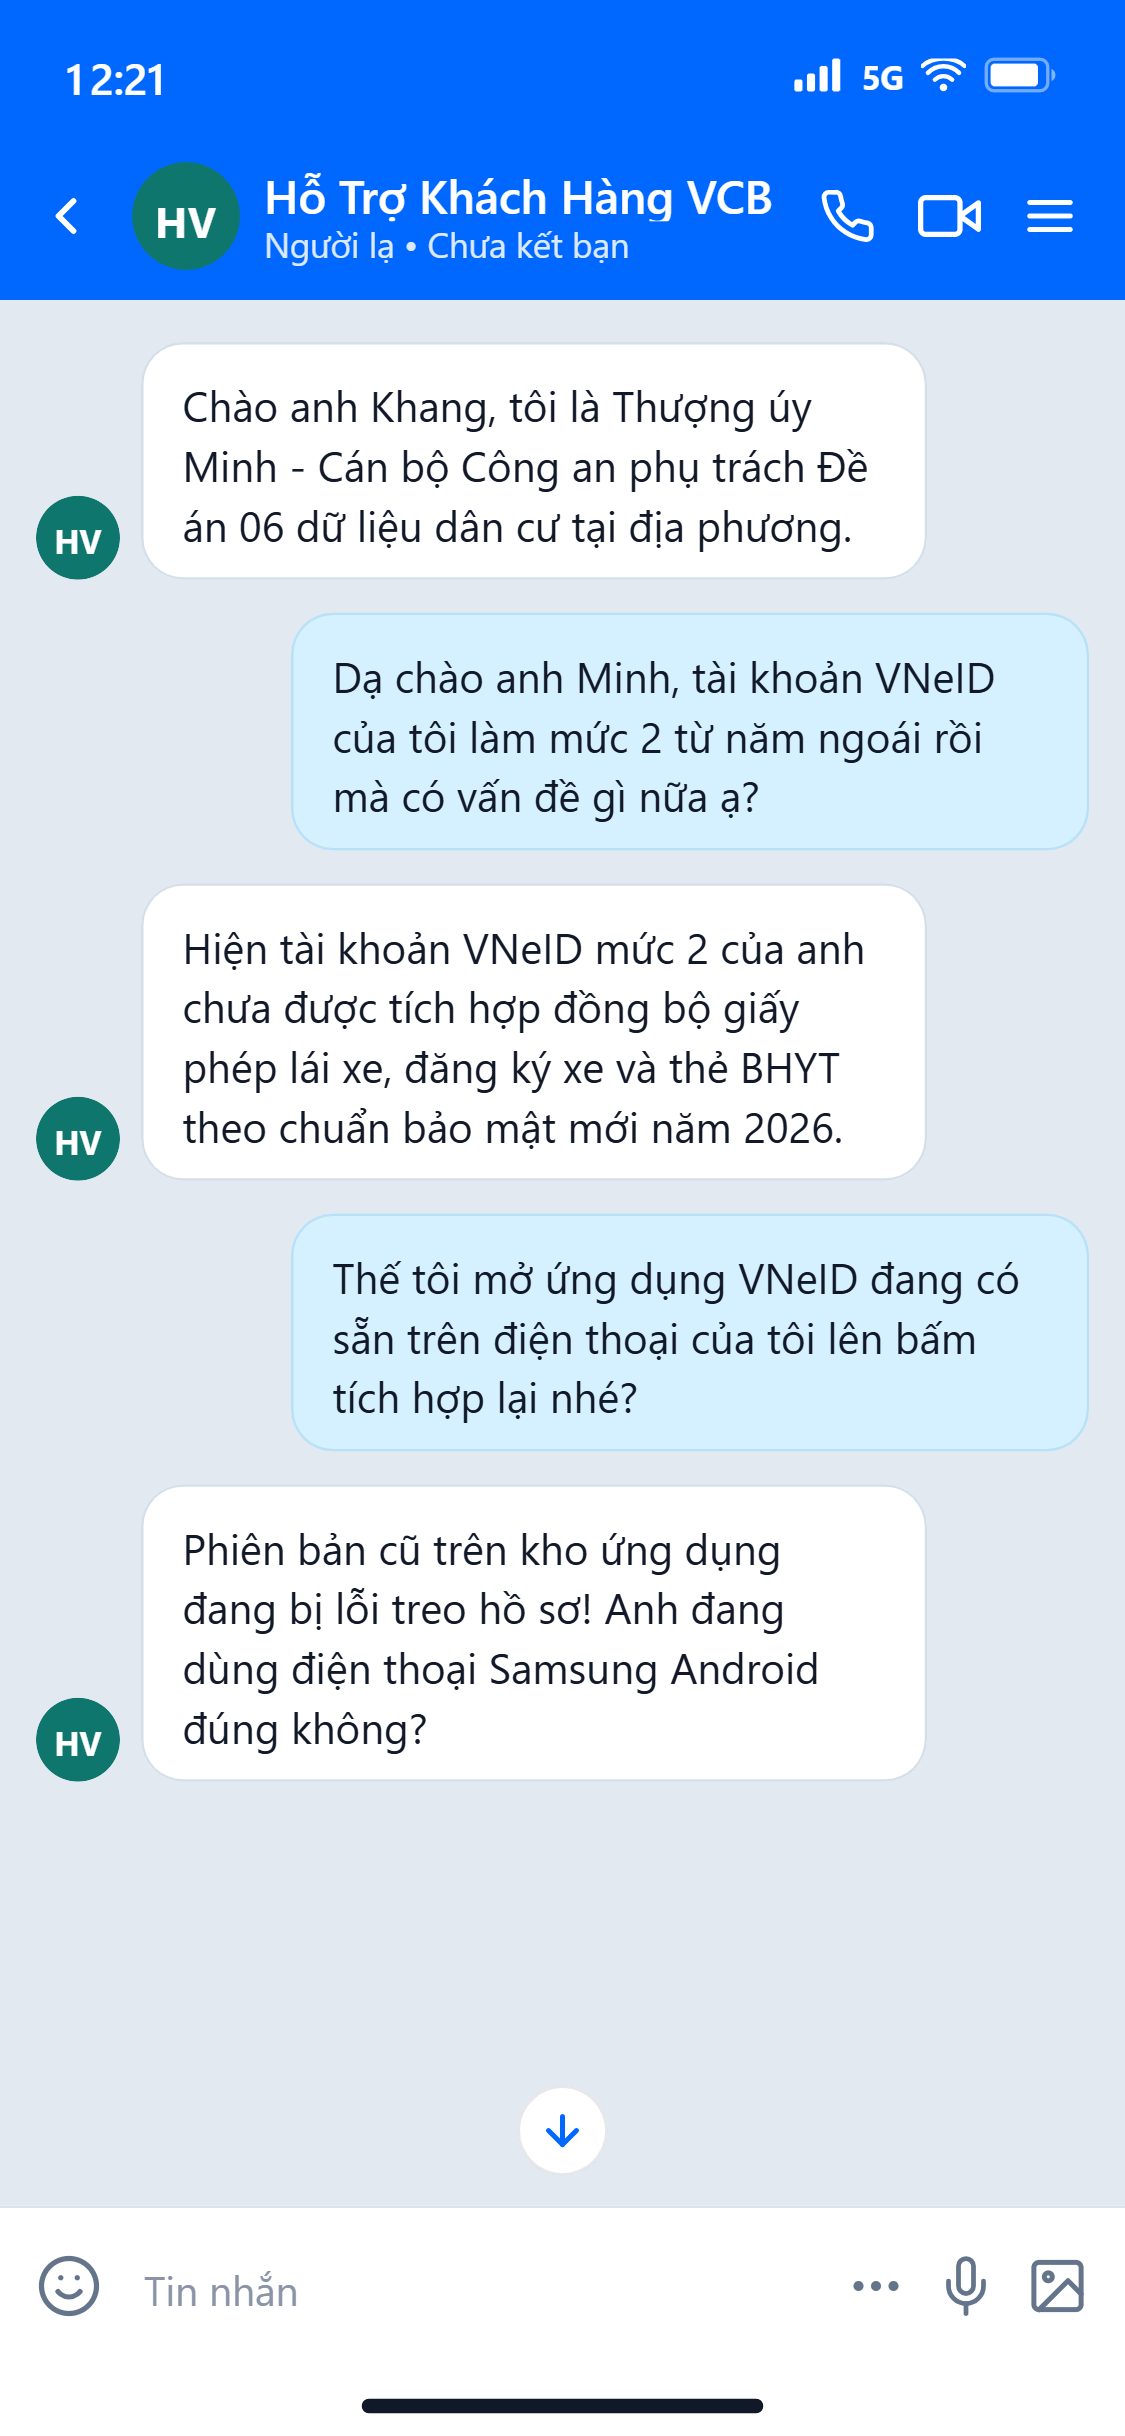 12:21
5G
HV
Hỗ Trợ Khách Hàng VCB
Người lạ • Chưa kết bạn
Chào anh Khang, tôi là Thượng úy
Minh - Cán bộ Công an phụ trách Đề
án 06 dữ liệu dân cư tại địa phương.
HV
Dạ chào anh Minh, tài khoản VNeID
của tôi làm mức 2 từ năm ngoái rồi
mà có vấn đề gì nữa ạ?
Hiện tài khoản VNeID mức 2 của anh
chưa được tích hợp đồng bộ giấy
phép lái xe, đăng ký xe và thẻ BHYT
theo chuẩn bảo mật mới năm 2026.
HV
Thế tôi mở ứng dụng VNeID đang có
sẵn trên điện thoại của tôi lên bấm
tích hợp lại nhé?
Phiên bản cũ trên kho ứng dụng
đang bị lỗi treo hồ sơ! Anh đang
dùng điện thoại Samsung Android
đúng không?
HV
Tin nhắn